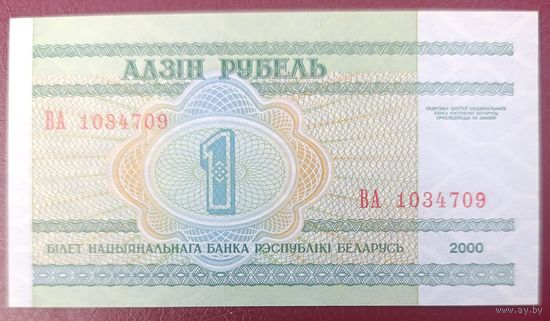 АДЗІН РУБЕЛЬ
ПАДРОБКА БІЛЕТАЎ НАЦЫЯНАЛЬНАГА
БАНКА РЭСПУБЛІКІ БЕЛАРУСЬ
ПРАСЛЕДУЕЦЦА ПА ЗАКОНУ
ВА 1034709
1
ВА 1034709
БІЛЕТ НАЦЫЯНАЛЬНАГА БАНКА РЭСПУБЛІКІ БЕЛАРУСЬ 2000
www.ay.by